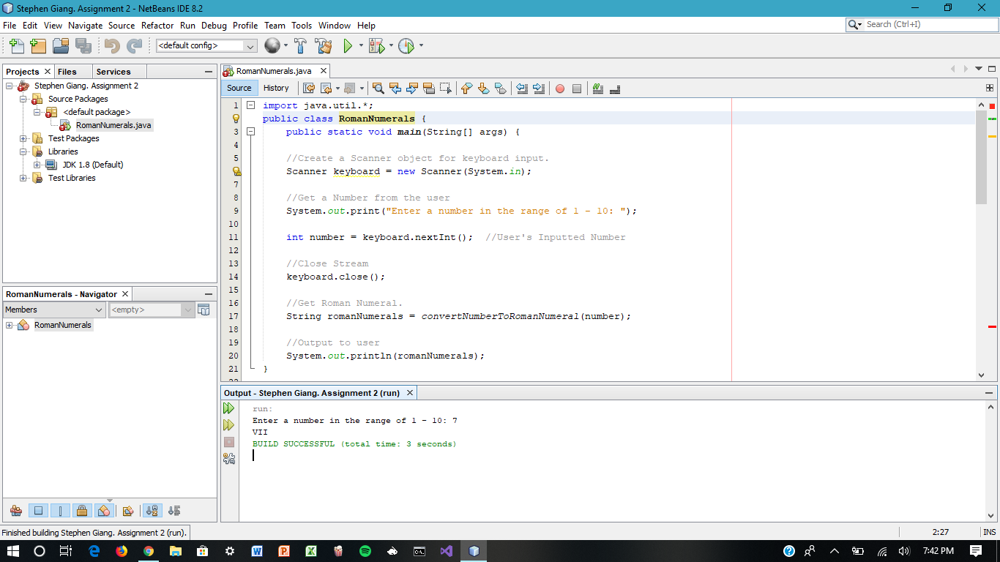 Stephen Giang. Assignment 2 - NetBeans IDE 8.2
File Edit View Navigate Source Refactor Run Debug Profile Team Tools Window Help
Search (Ctrl+I)
<default config>
Projects Files Services
Stephen Giang. Assignment 2
Source Packages
<default package>
RomanNumerals.java
Test Packages
Libraries
JDK 1.8 (Default)
Test Libraries
RomanNumerals - Navigator
Members <empty>
RomanNumerals
RomanNumerals.java
Source History
1 import java.util.*;
public class RomanNumerals {
3 public static void main(String[] args) {
4
5 //Create a Scanner object for keyboard input.
Scanner keyboard = new Scanner(System.in);
7
8 //Get a Number from the user
9 System.out.print("Enter a number in the range of 1 - 10: ");
10
11 int number = keyboard.nextInt(); //User's Inputted Number
12
13 //Close Stream
14 keyboard.close();
15
16 //Get Roman Numeral.
17 String romanNumerals = convertNumberToRomanNumeral(number);
18
19 //Output to user
20 System.out.println(romanNumerals);
21 }
Output - Stephen Giang. Assignment 2 (run)
run:
Enter a number in the range of 1 - 10: 7
VII
BUILD SUCCESSFUL (total time: 3 seconds)
Finished building Stephen Giang. Assignment 2 (run).
2:27 INS
7:42 PM